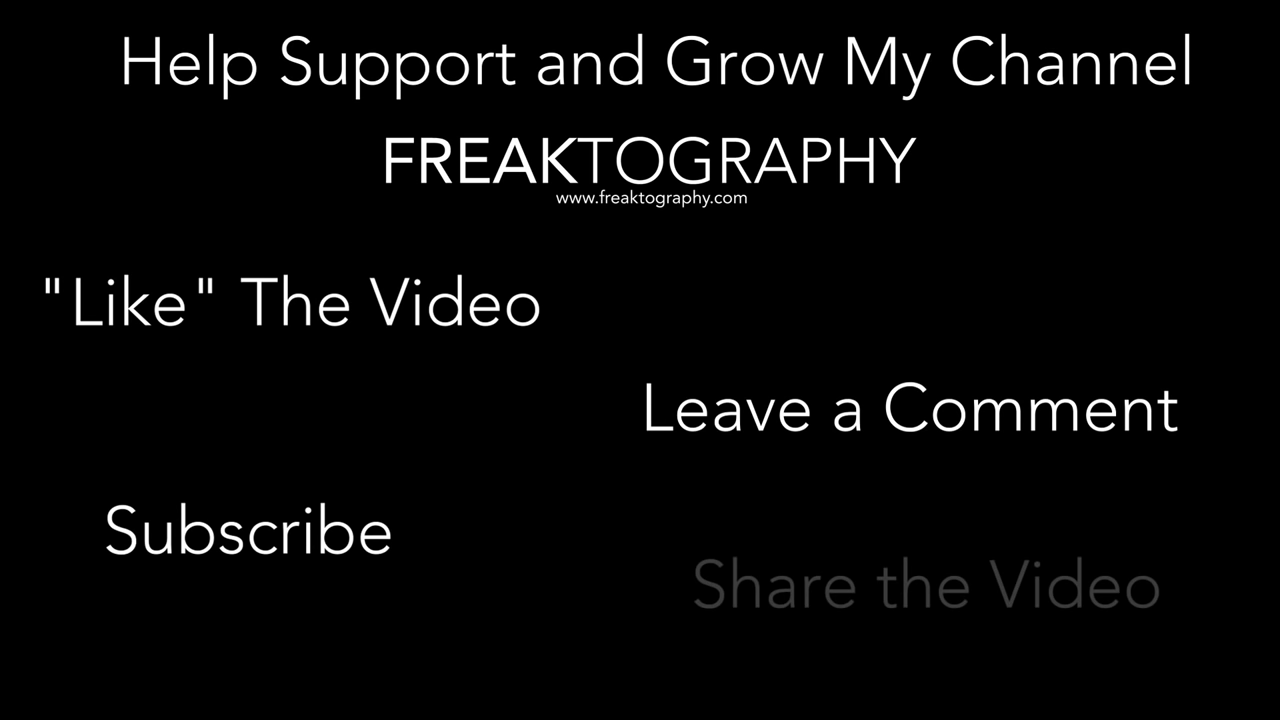 Help Support and Grow My Channel
FREAKTOGRAPHY
www.freaktography.com
"Like" The Video
Leave a Comment
Subscribe
Share the Video